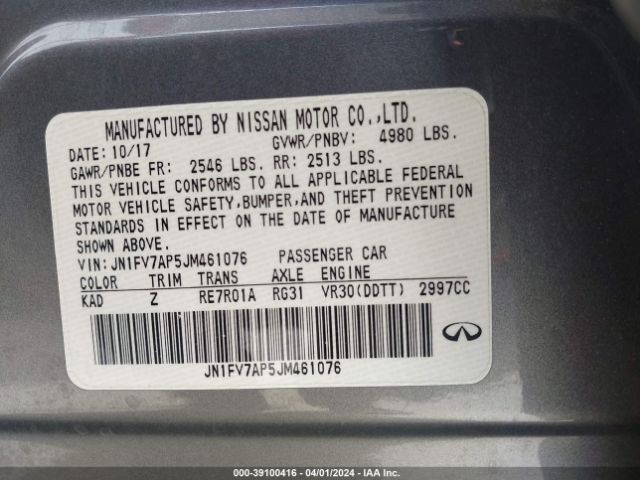 MANUFACTURED BY NISSAN MOTOR CO.,LTD.
DATE: 10/17 GVWR/PNBV: 4980 LBS.
GAWR/PNBE FR: 2546 LBS. RR: 2513 LBS.
THIS VEHICLE CONFORMS TO ALL APPLICABLE FEDERAL
MOTOR VEHICLE SAFETY,BUMPER,AND THEFT PREVENTION
STANDARDS IN EFFECT ON THE DATE OF MANUFACTURE
SHOWN ABOVE.
VIN:JN1FV7AP5JM461076 PASSENGER CAR
COLOR TRIM TRANS AXLE ENGINE
KAD Z RE7R01A RG31 VR30(DDTT) 2997CC
JN1FV7AP5JM461076
000-39100416 - 04/01/2024 - IAA Inc.